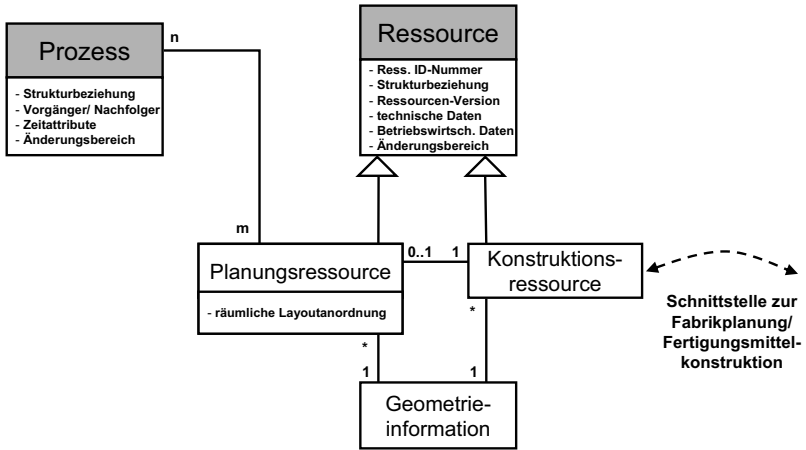 Prozess
- Strukturbeziehung
- Vorgänger/ Nachfolger
- Zeitattribute
- Änderungsbereich
n
m
Ressource
- Ress. ID-Nummer
- Strukturbeziehung
- Ressourcen-Version
- technische Daten
- Betriebswirtsch. Daten
- Änderungsbereich
Planungsressource
- räumliche Layoutanordnung
0..1
1
Konstruktions-
ressource
Schnittstelle zur
Fabrikplanung/
Fertigungsmittel-
konstruktion
*
1
*
1
Geometrie-
information